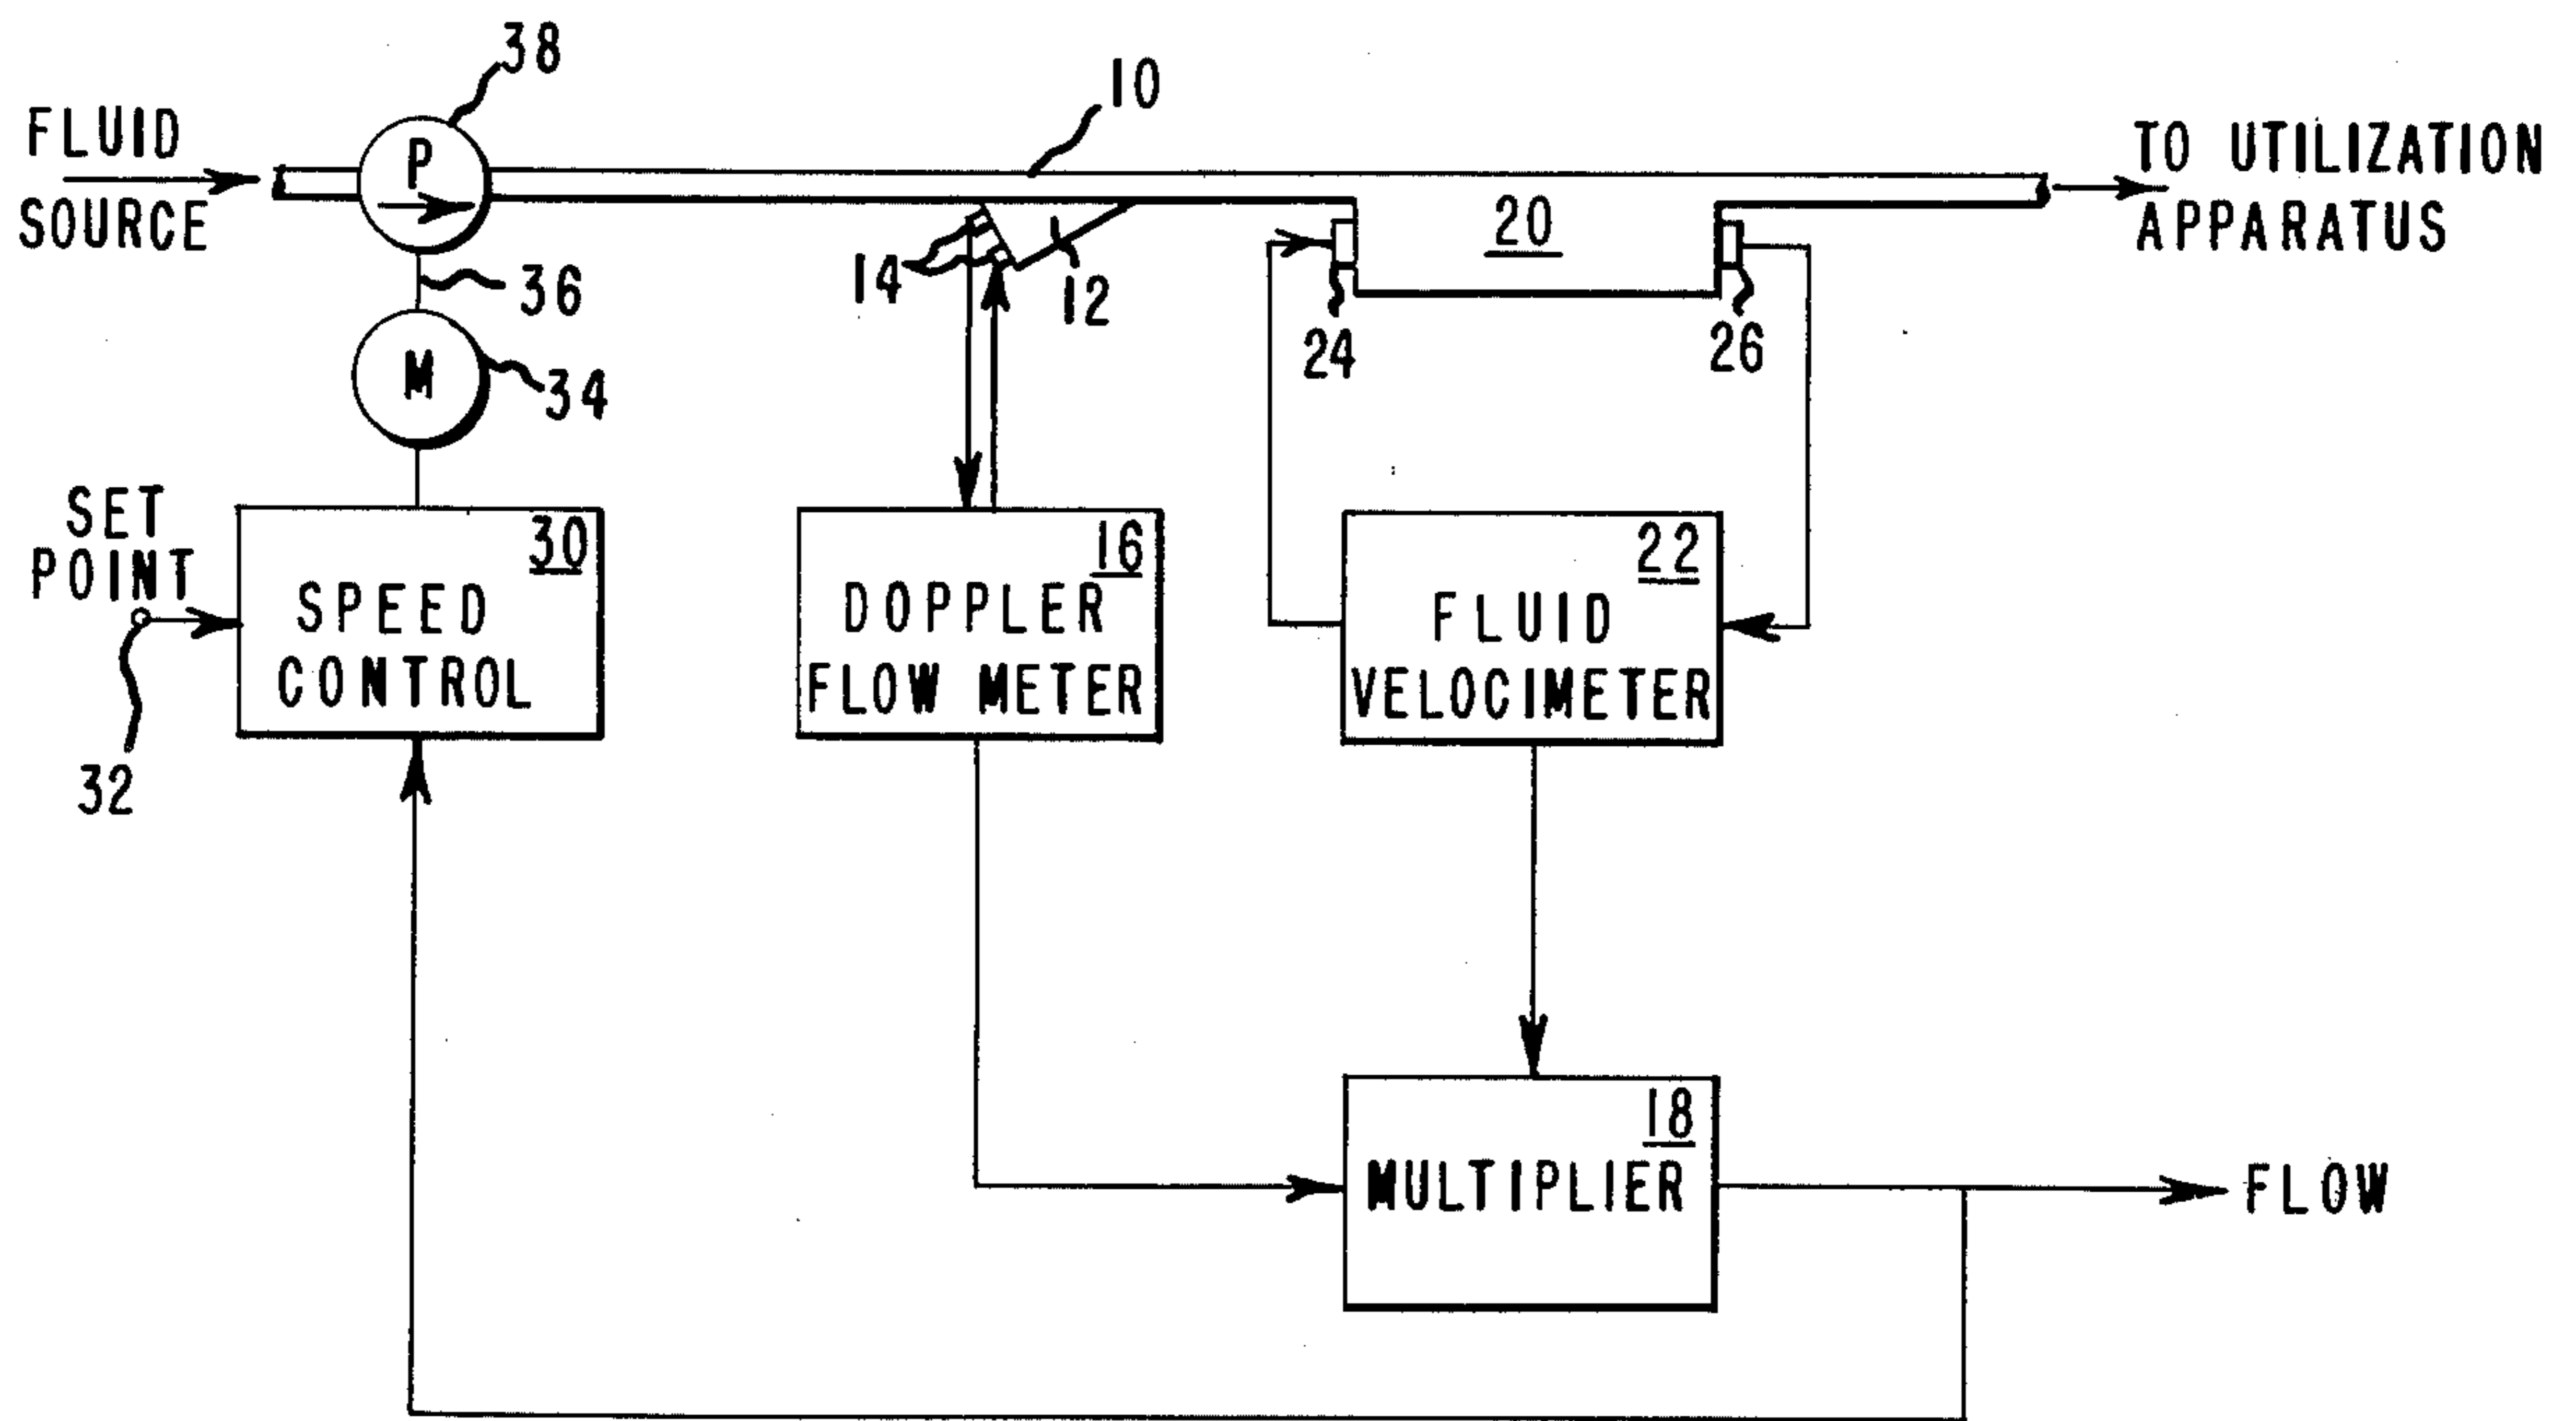 38
10
FLUID
SOURCE
P
TO UTILIZATION
APPARATUS
20
36
14
12
24
26
M
34
SET
POINT
32
30
SPEED
CONTROL
16
DOPPLER
FLOW METER
22
FLUID
VELOCIMETER
18
MULTIPLIER
FLOW